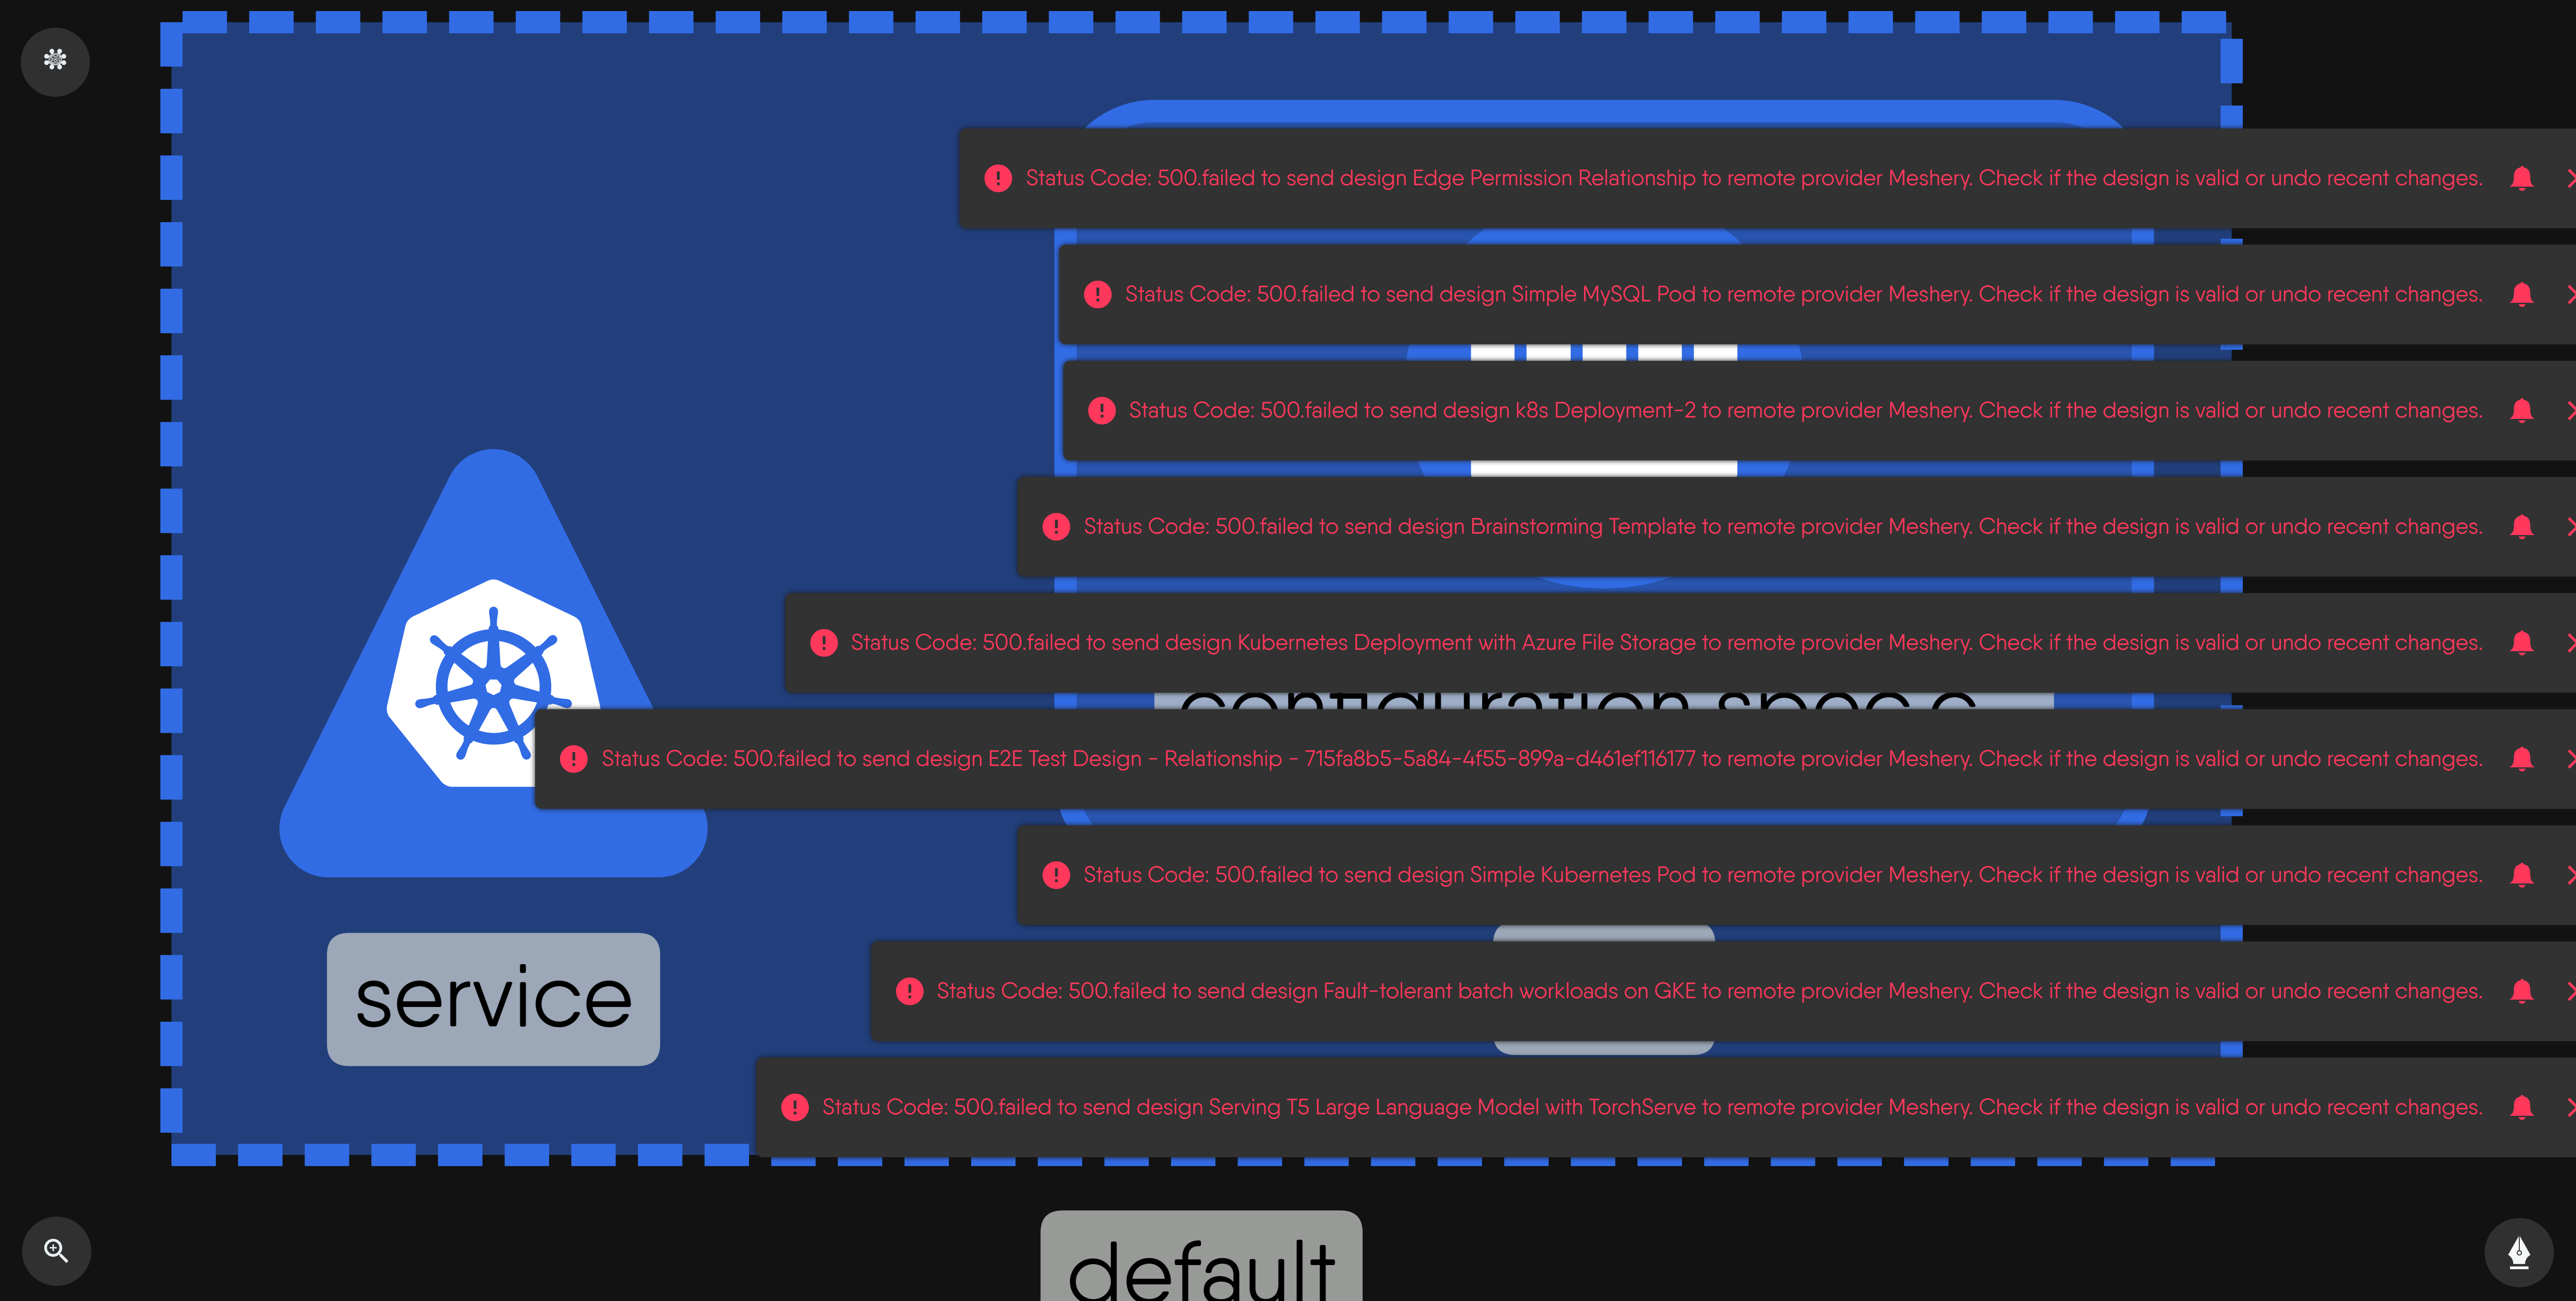 Status Code: 500.failed to send design Edge Permission Relationship to remote provider Meshery. Check if the design is valid or undo recent changes.
Status Code: 500.failed to send design Simple MySQL Pod to remote provider Meshery. Check if the design is valid or undo recent changes.
Status Code: 500.failed to send design k8s Deployment-2 to remote provider Meshery. Check if the design is valid or undo recent changes.
Status Code: 500.failed to send design Brainstorming Template to remote provider Meshery. Check if the design is valid or undo recent changes.
Status Code: 500.failed to send design Kubernetes Deployment with Azure File Storage to remote provider Meshery. Check if the design is valid or undo recent changes.
configuration spec c
Status Code: 500.failed to send design E2E Test Design - Relationship - 715fa8b5-5a84-4f55-899a-d461ef116177 to remote provider Meshery. Check if the design is valid or undo recent changes.
Status Code: 500.failed to send design Simple Kubernetes Pod to remote provider Meshery. Check if the design is valid or undo recent changes.
Status Code: 500.failed to send design Fault-tolerant batch workloads on GKE to remote provider Meshery. Check if the design is valid or undo recent changes.
service
Status Code: 500.failed to send design Serving T5 Large Language Model with TorchServe to remote provider Meshery. Check if the design is valid or undo recent changes.
default